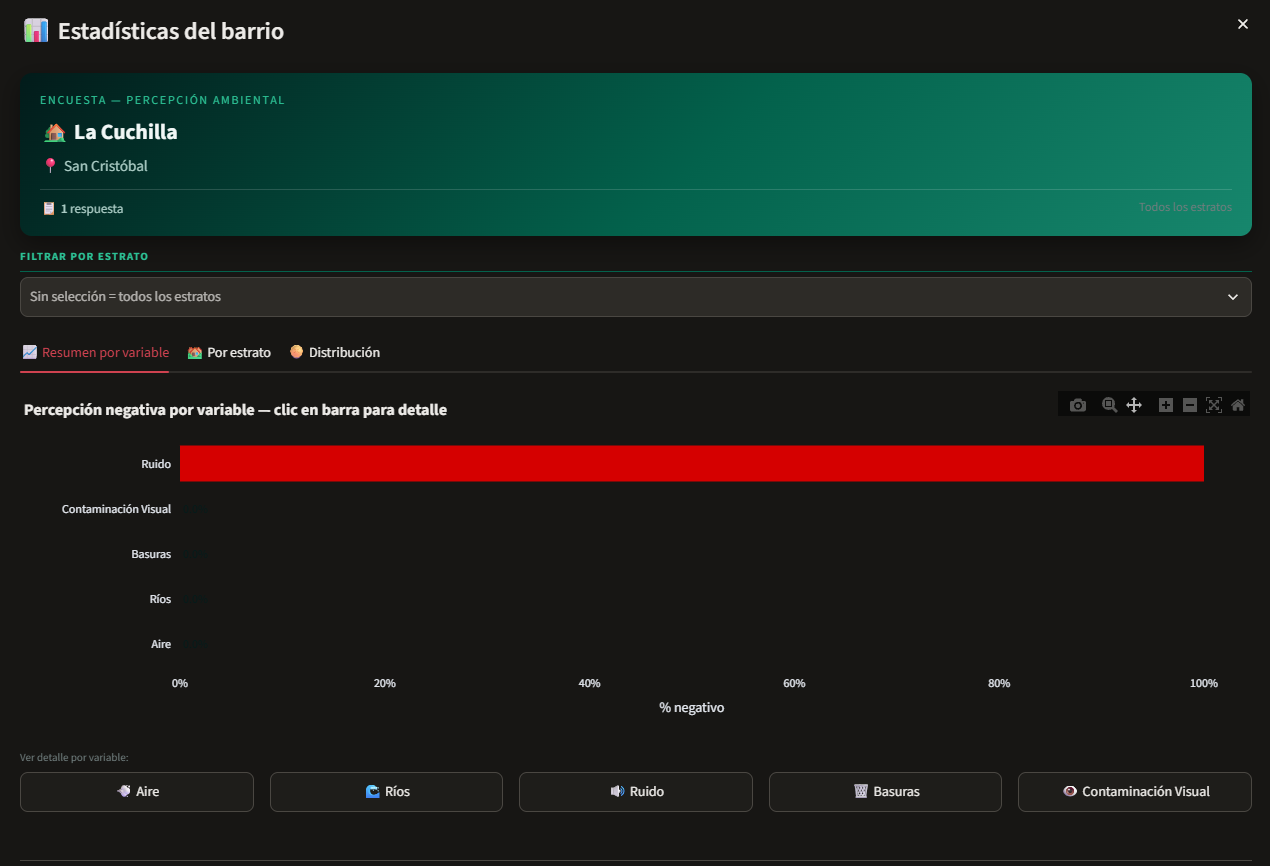 Estadísticas del barrio
ENCUESTA — PERCEPCIÓN AMBIENTAL
La Cuchilla
San Cristóbal
1 respuesta
Todos los estratos
FILTRAR POR ESTRATO
Sin selección = todos los estratos
Resumen por variable Por estrato Distribución
Percepción negativa por variable — clic en barra para detalle
Ruido
Contaminación Visual
Basuras
Ríos
Aire
0% 20% 40% 60% 80% 100%
% negativo
Ver detalle por variable:
Aire Ríos Ruido Basuras Contaminación Visual